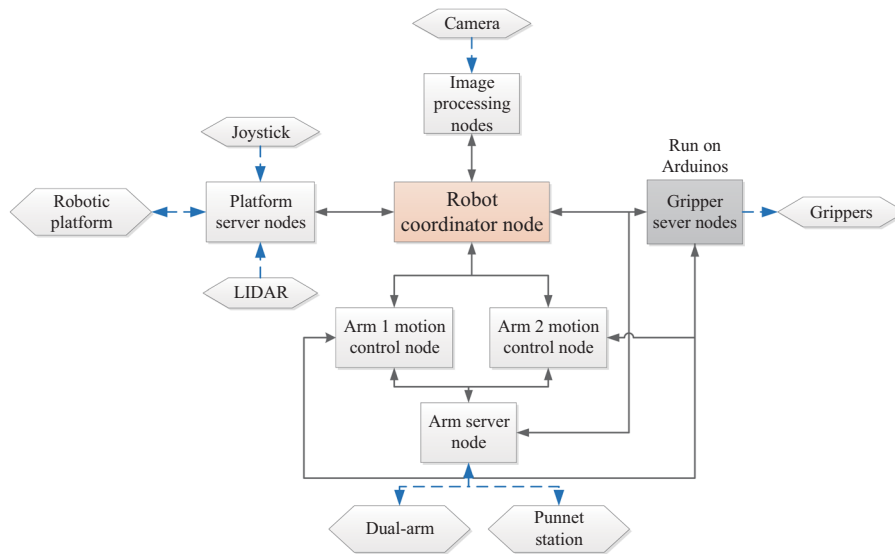 Camera
Image
processing
nodes
Joystick
Run on
Arduinos
Robotic
platform
Platform
server nodes
Robot
coordinator node
Gripper
sever nodes
Grippers
LIDAR
Arm 1 motion
control node
Arm 2 motion
control node
Arm server
node
Dual-arm
Punnet
station